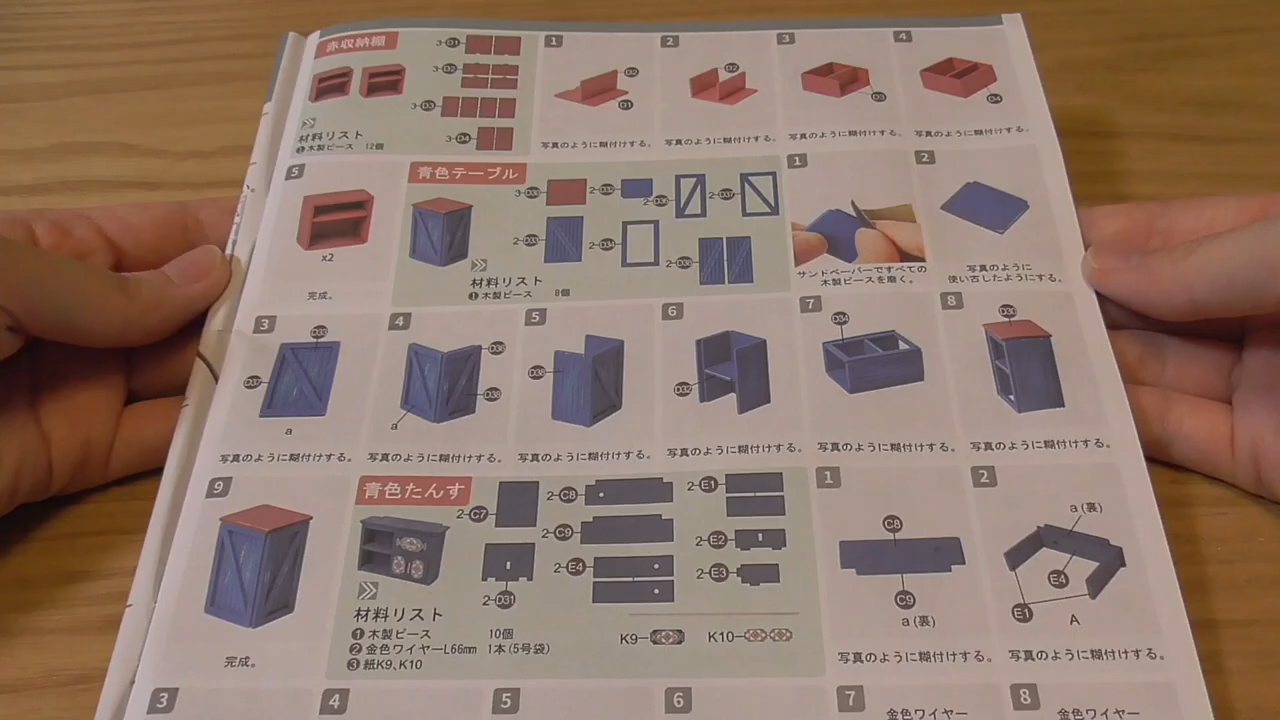 赤収納棚
3-D1
3-D2
3-D3
3-D4
材料リスト
❶木製ピース 12個
1
D2
D1
写真のように糊付けする。
2
D2
写真のように糊付けする。
3
D3
写真のように糊付けする。
4
D4
写真のように糊付けする。
5
x2
完成。
青色テーブル
2-D33
2-D34
材料リスト
❶木製ピース 8個
1
サンドペーパーですべての
木製ピースを磨く。
2
写真のように
使い古したようにする。
3
D33
D37
a
写真のように糊付けする。
4
a
写真のように糊付けする。
5
写真のように糊付けする。
6
D32
写真のように糊付けする。
7
D34
写真のように糊付けする。
8
D30
写真のように糊付けする。
9
完成。
青色たんす
2-C7
2-C8
2-C9
2-E4
2-D31
2-E1
2-E2
2-E3
材料リスト
❶木製ピース 10個
❷金色ワイヤーL66mm 1本(5号袋)
❸紙K9、K10
K9
K10
1
C8
C9
a(裏)
写真のように糊付けする。
2
a(裏)
E4
E1
A
写真のように糊付けする。
3
4
5
6
7
金色ワイヤー
8
金色ワイヤー